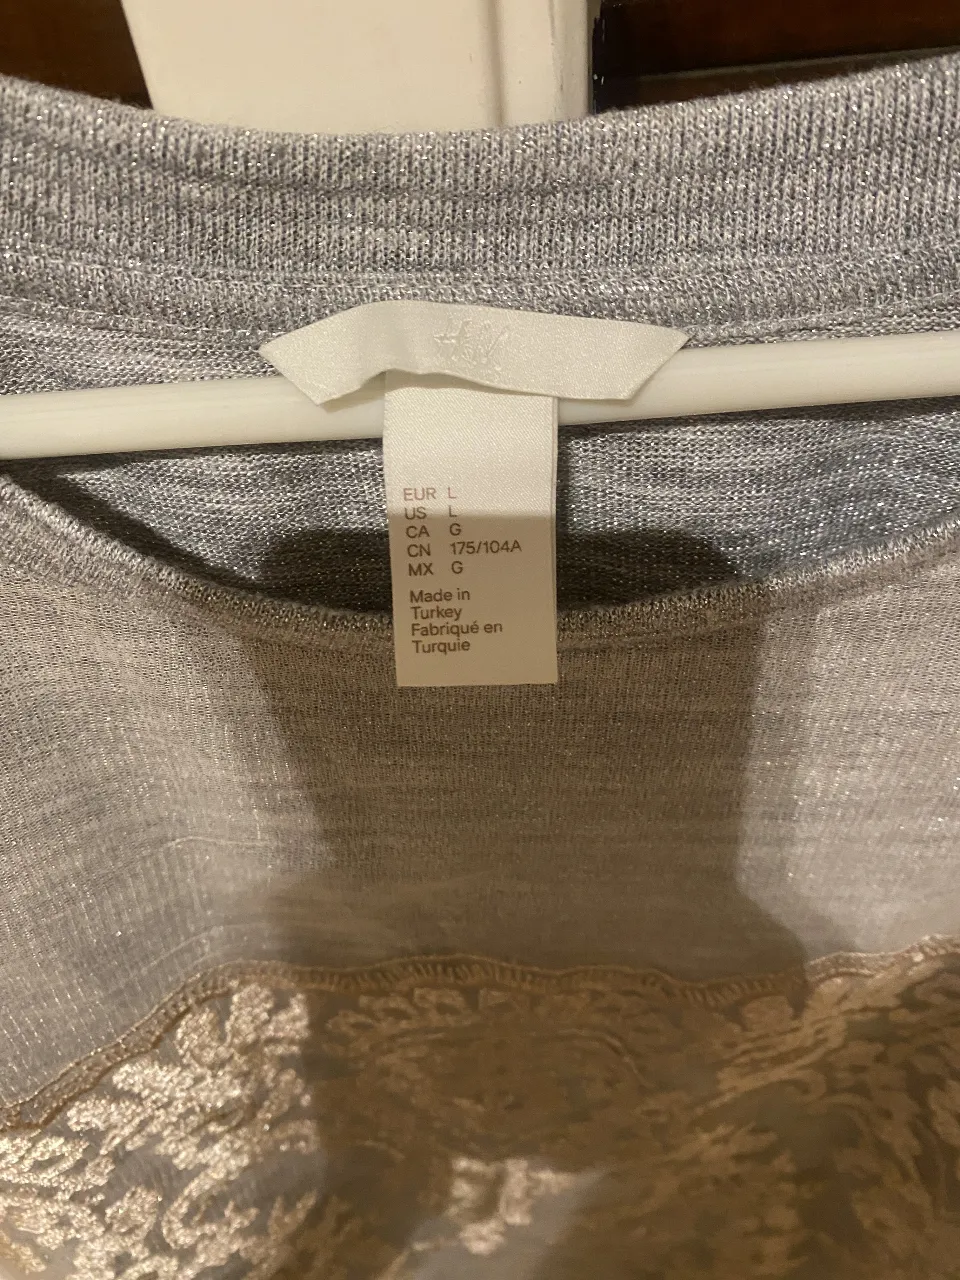 EUR L
US L
CA G
CN 175/104A
MX G
Made in
Turkey
Fabriqué en
Turquie